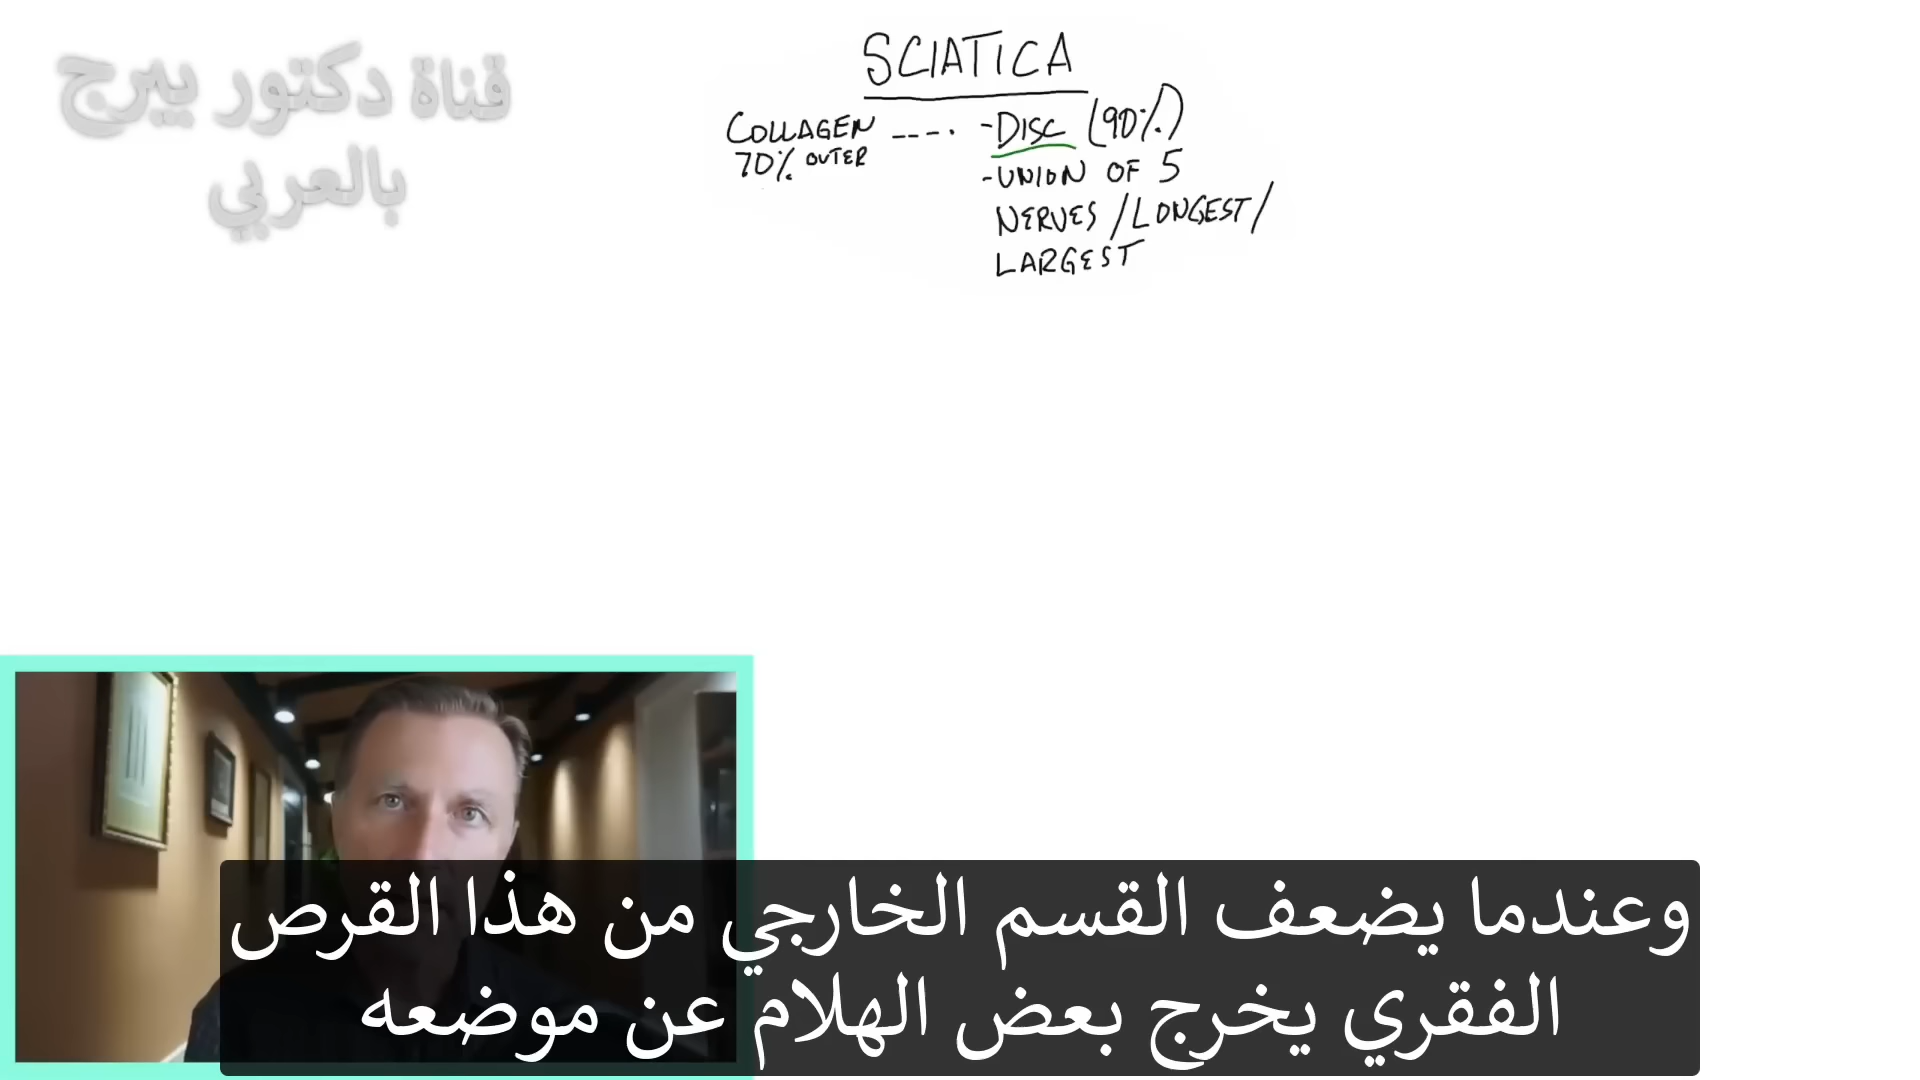 قناة دكتور بيرج
بالعربي
SCIATICA
COLLAGEN ---- - DISC (90%)
70% OUTER
- UNION OF 5
NERVES / LONGEST /
LARGEST
وعندما يضعف القسم الخارجي من هذا القرص
الفقري يخرج بعض الهلام عن موضعه